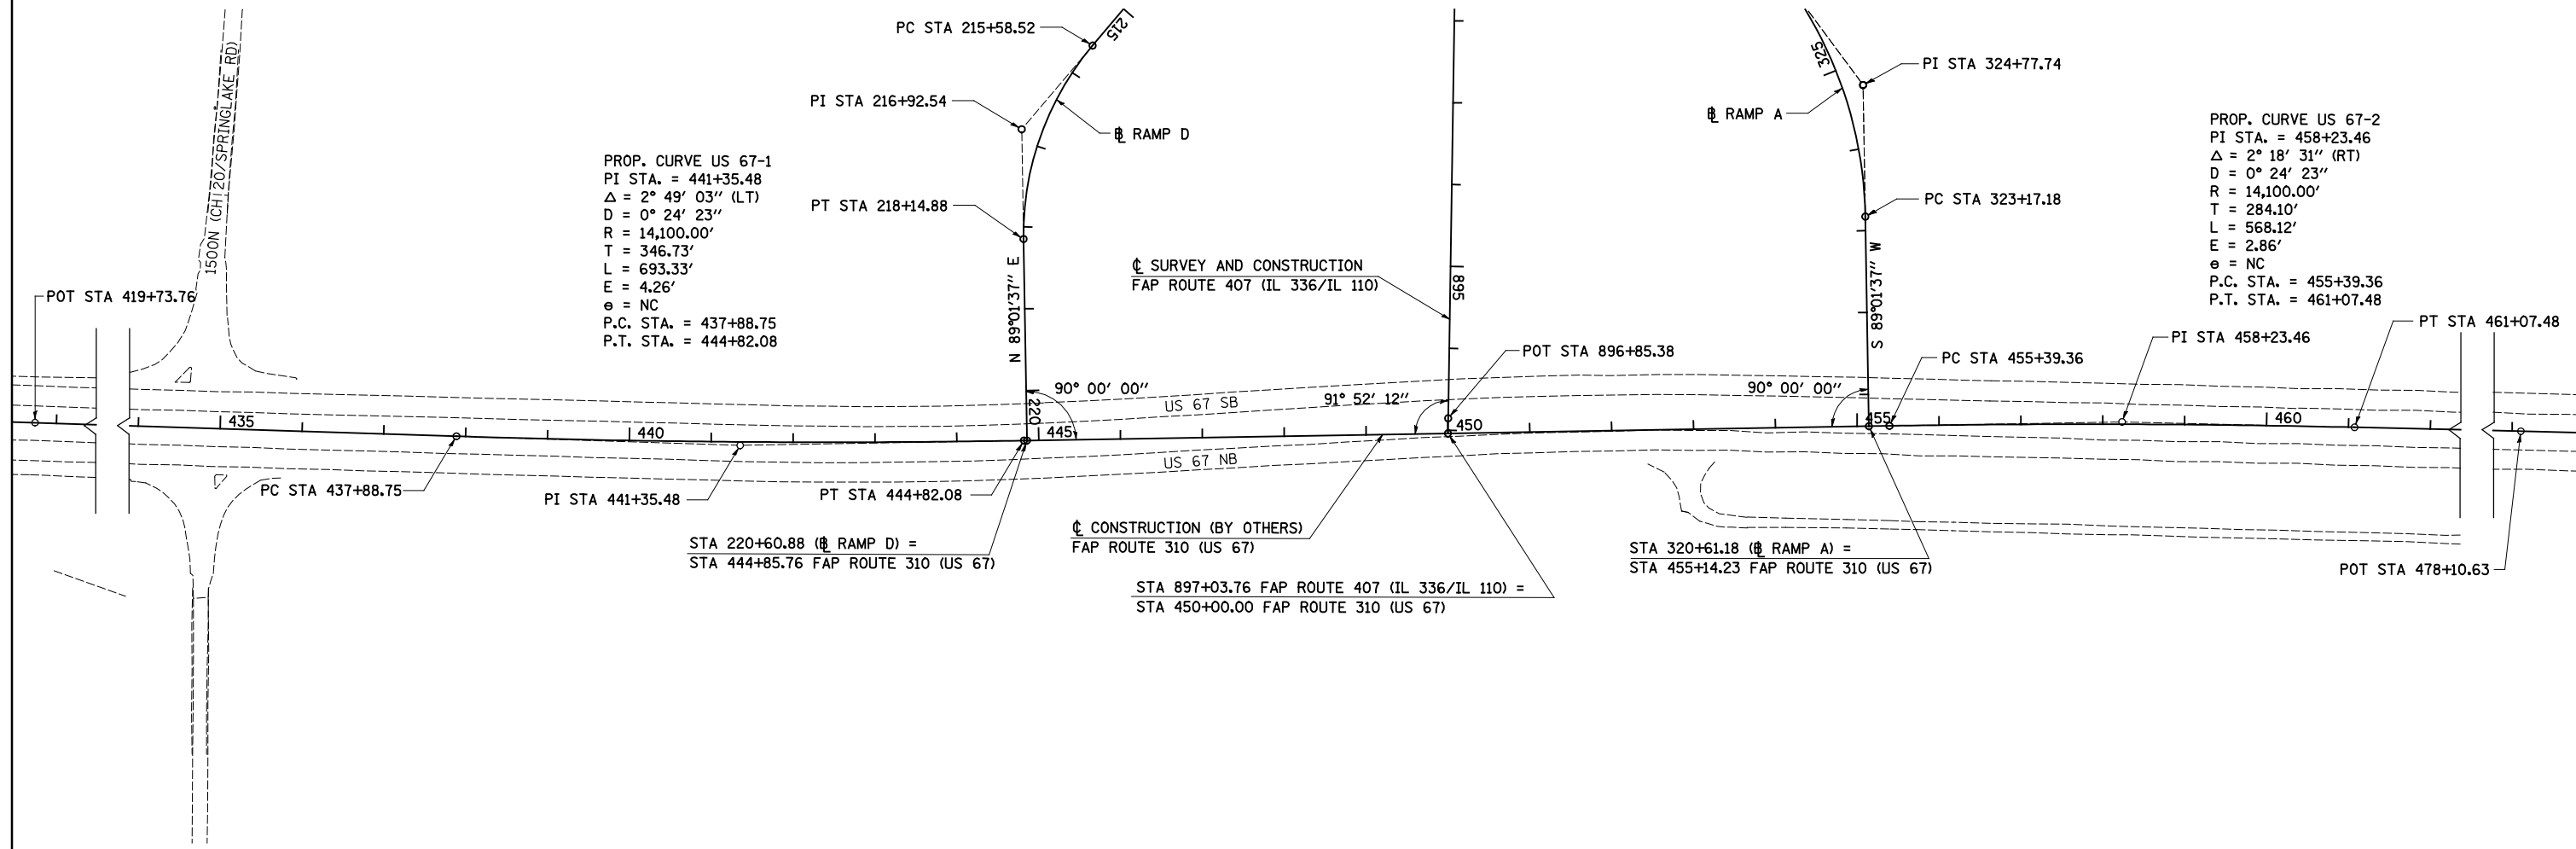 PC STA 215+58.52
215
PI STA 216+92.54
℄ RAMP D
PT STA 218+14.88
N 89°01'37" E
220
1500N (CH 20/SPRINGLAKE RD)
PROP. CURVE US 67-1
PI STA. = 441+35.48
Δ = 2° 49' 03" (LT)
D = 0° 24' 23"
R = 14,100.00'
T = 346.73'
L = 693.33'
E = 4.26'
e = NC
P.C. STA. = 437+88.75
P.T. STA. = 444+82.08
℄ SURVEY AND CONSTRUCTION
FAP ROUTE 407 (IL 336/IL 110)
895
325
℄ RAMP A
PI STA 324+77.74
PC STA 323+17.18
S 89°01'37" W
PROP. CURVE US 67-2
PI STA. = 458+23.46
Δ = 2° 18' 31" (RT)
D = 0° 24' 23"
R = 14,100.00'
T = 284.10'
L = 568.12'
E = 2.86'
e = NC
P.C. STA. = 455+39.36
P.T. STA. = 461+07.48
POT STA 419+73.76
POT STA 896+85.38
PC STA 455+39.36
PI STA 458+23.46
PT STA 461+07.48
90° 00' 00"
91° 52' 12"
90° 00' 00"
US 67 SB
435
440
445
450
455
460
US 67 NB
PC STA 437+88.75
PI STA 441+35.48
PT STA 444+82.08
STA 220+60.88 (℄ RAMP D) =
STA 444+85.76 FAP ROUTE 310 (US 67)
℄ CONSTRUCTION (BY OTHERS)
FAP ROUTE 310 (US 67)
STA 897+03.76 FAP ROUTE 407 (IL 336/IL 110) =
STA 450+00.00 FAP ROUTE 310 (US 67)
STA 320+61.18 (℄ RAMP A) =
STA 455+14.23 FAP ROUTE 310 (US 67)
POT STA 478+10.63